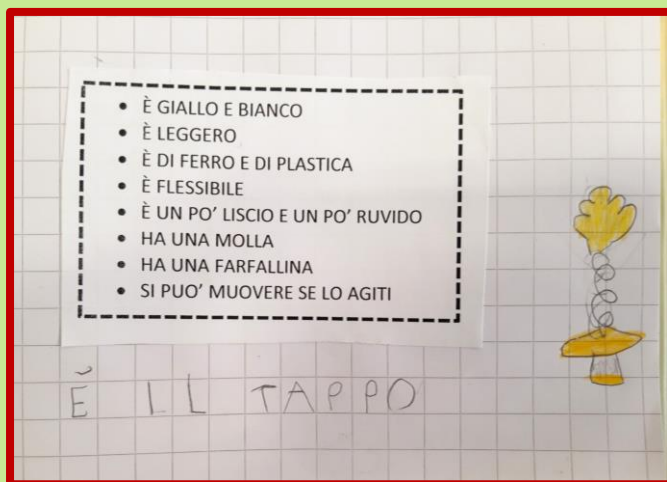 • È GIALLO E BIANCO
• È LEGGERO
• È DI FERRO E DI PLASTICA
• È FLESSIBILE
• È UN PO' LISCIO E UN PO' RUVIDO
• HA UNA MOLLA
• HA UNA FARFALLINA
• SI PUO' MUOVERE SE LO AGITI
È IL TAPPO